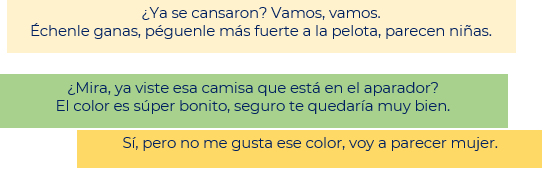 ¿Ya se cansaron? Vamos, vamos.
Échenle ganas, péguenle más fuerte a la pelota, parecen niñas.
¿Mira, ya viste esa camisa que está en el aparador?
El color es súper bonito, seguro te quedaría muy bien.
Sí, pero no me gusta ese color, voy a parecer mujer.